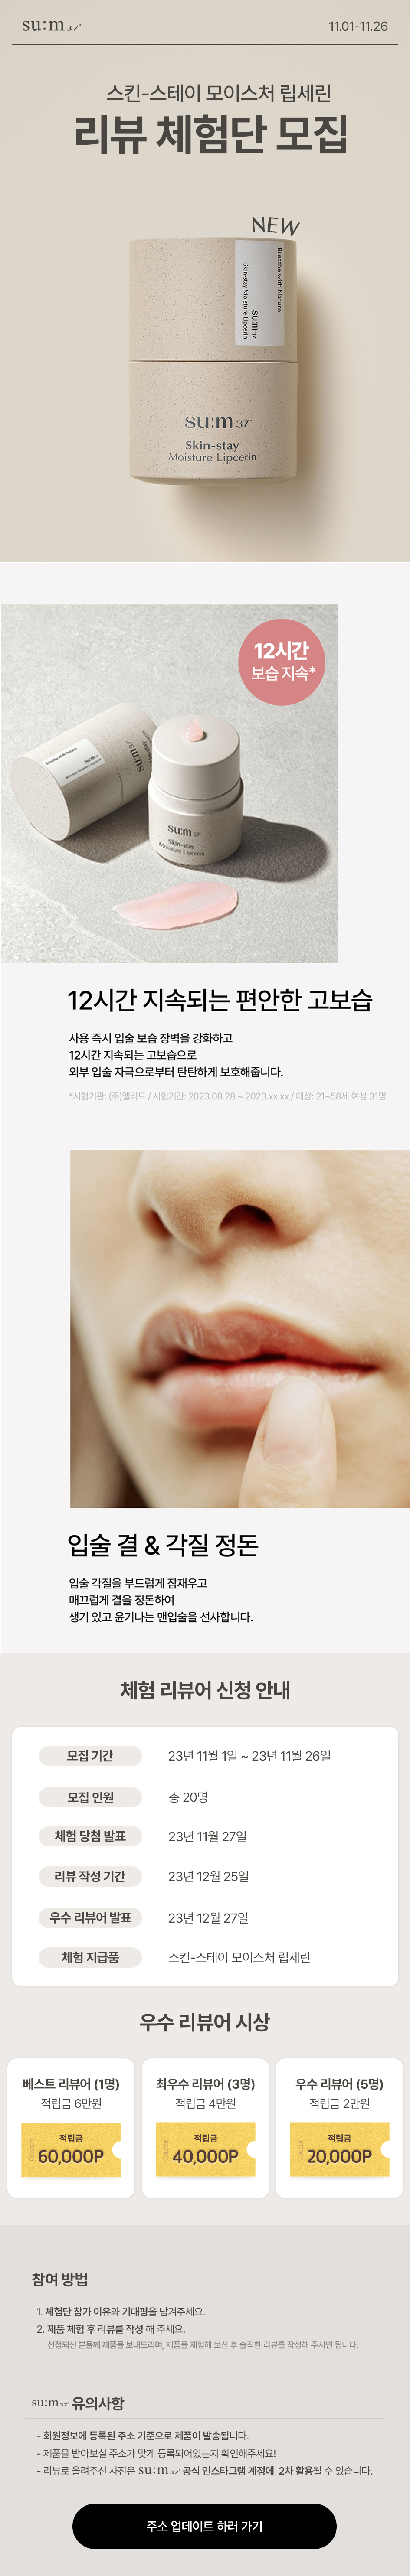 su:m 37°
11.01-11.26
스킨-스테이 모이스처 립세린
리뷰 체험단 모집
NEW
Breathe with Nature
su:m 37°
Skin-stay Moisture Lipcerin
su:m 37°
Skin-stay
Moisture Lipcerin
12시간
보습 지속*
Breathe with Nature
su:m
su:m 37°
Skin-stay
Moisture Lipcerin
12시간 지속되는 편안한 고보습
사용 즉시 입술 보습 장벽을 강화하고
12시간 지속되는 고보습으로
외부 입술 자극으로부터 탄탄하게 보호해줍니다.
*시험기관: (주)엘리드 / 시험기간: 2023.08.28 ~ 2023.xx.xx / 대상: 21~58세 여성 31명
입술 결 & 각질 정돈
입술 각질을 부드럽게 잠재우고
매끄럽게 결을 정돈하여
생기 있고 윤기나는 맨입술을 선사합니다.
체험 리뷰어 신청 안내
모집 기간 23년 11월 1일 ~ 23년 11월 26일
모집 인원 총 20명
체험 당첨 발표 23년 11월 27일
리뷰 작성 기간 23년 12월 25일
우수 리뷰어 발표 23년 12월 27일
체험 지급품 스킨-스테이 모이스처 립세린
우수 리뷰어 시상
베스트 리뷰어 (1명)
적립금 6만원
Coupon
적립금
60,000P
최우수 리뷰어 (3명)
적립금 4만원
Coupon
적립금
40,000P
우수 리뷰어 (5명)
적립금 2만원
Coupon
적립금
20,000P
참여 방법
1. 체험단 참가 이유와 기대평을 남겨주세요.
2. 제품 체험 후 리뷰를 작성 해 주세요.
선정되신 분들께 제품을 보내드리며, 제품을 체험해 보신 후 솔직한 리뷰를 작성해 주시면 됩니다.
su:m 37° 유의사항
- 회원정보에 등록된 주소 기준으로 제품이 발송됩니다.
- 제품을 받아보실 주소가 맞게 등록되어있는지 확인해주세요!
- 리뷰로 올려주신 사진은 su:m 37° 공식 인스타그램 계정에 2차 활용될 수 있습니다.
주소 업데이트 하러 가기